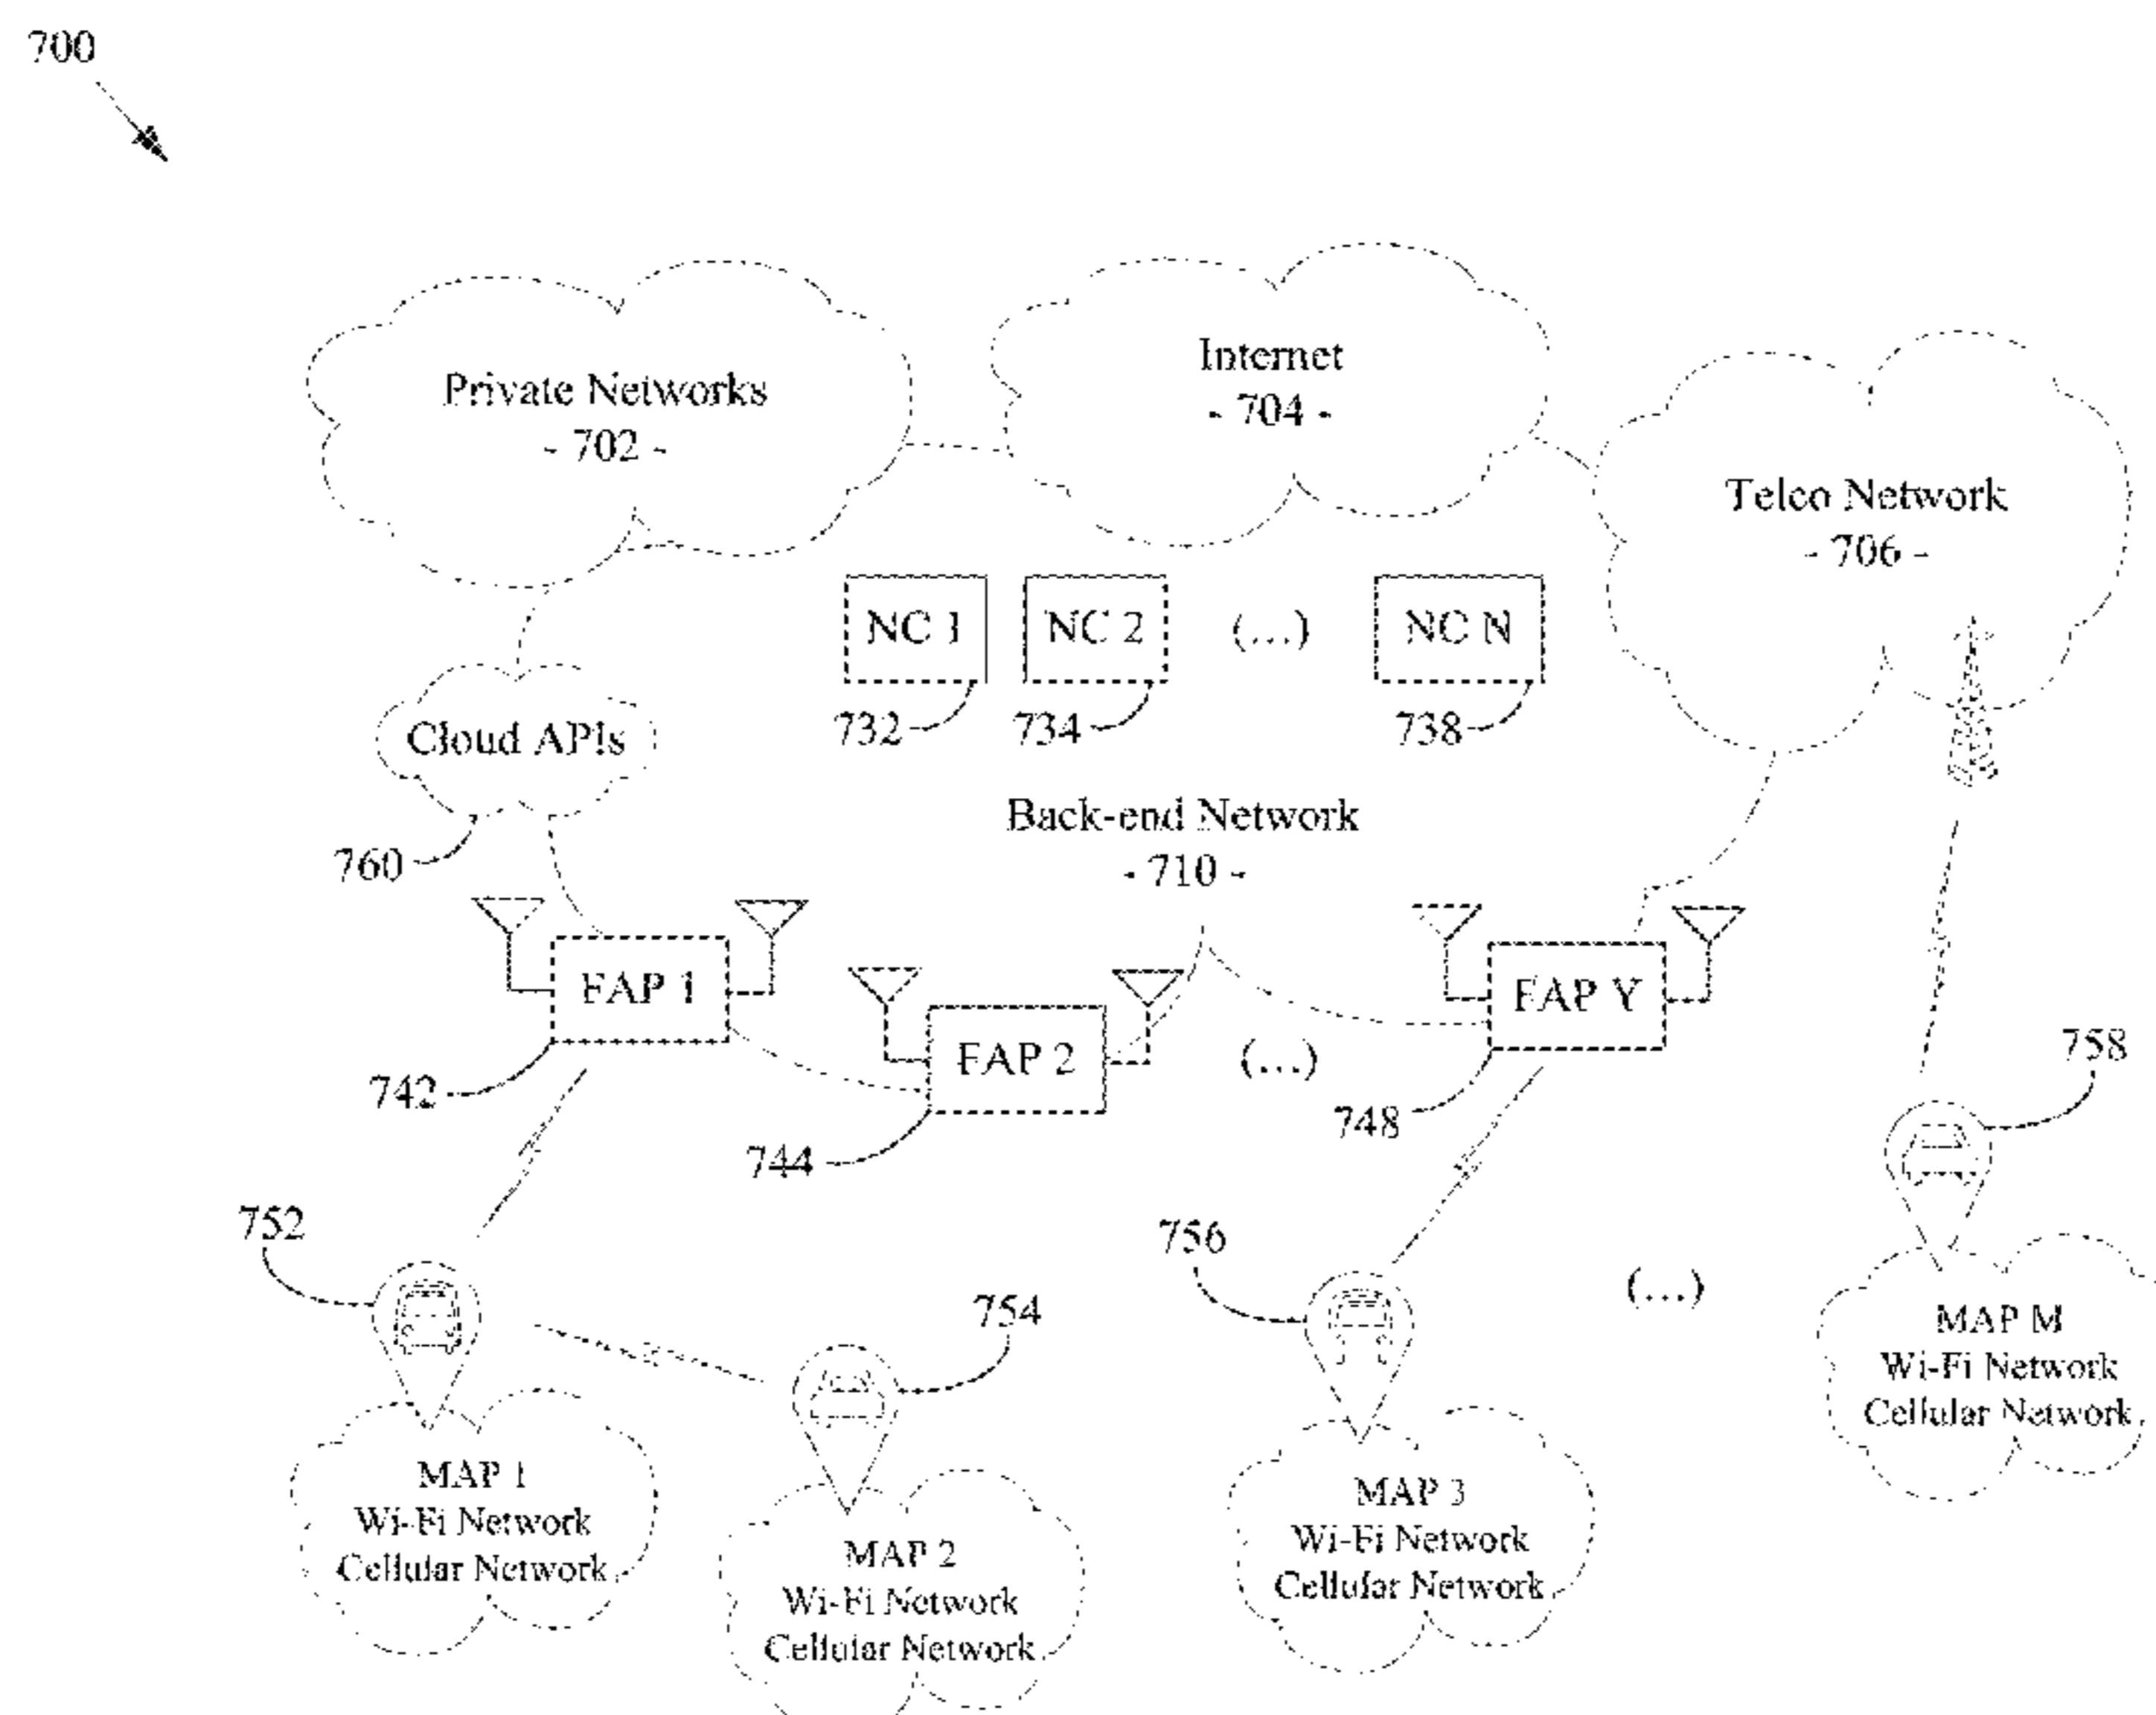 700
Private Networks
- 702 -
Internet
- 704 -
Telco Network
- 706 -
NC 1
NC 2
(...)
NC N
732
734
738
Cloud APIs
760
Back-end Network
- 710 -
FAP 1
FAP 2
(...)
FAP Y
742
744
748
758
752
754
756
(...)
MAP M
Wi-Fi Network
Cellular Network
MAP 1
Wi-Fi Network
Cellular Network
MAP 2
Wi-Fi Network
Cellular Network
MAP 3
Wi-Fi Network
Cellular Network